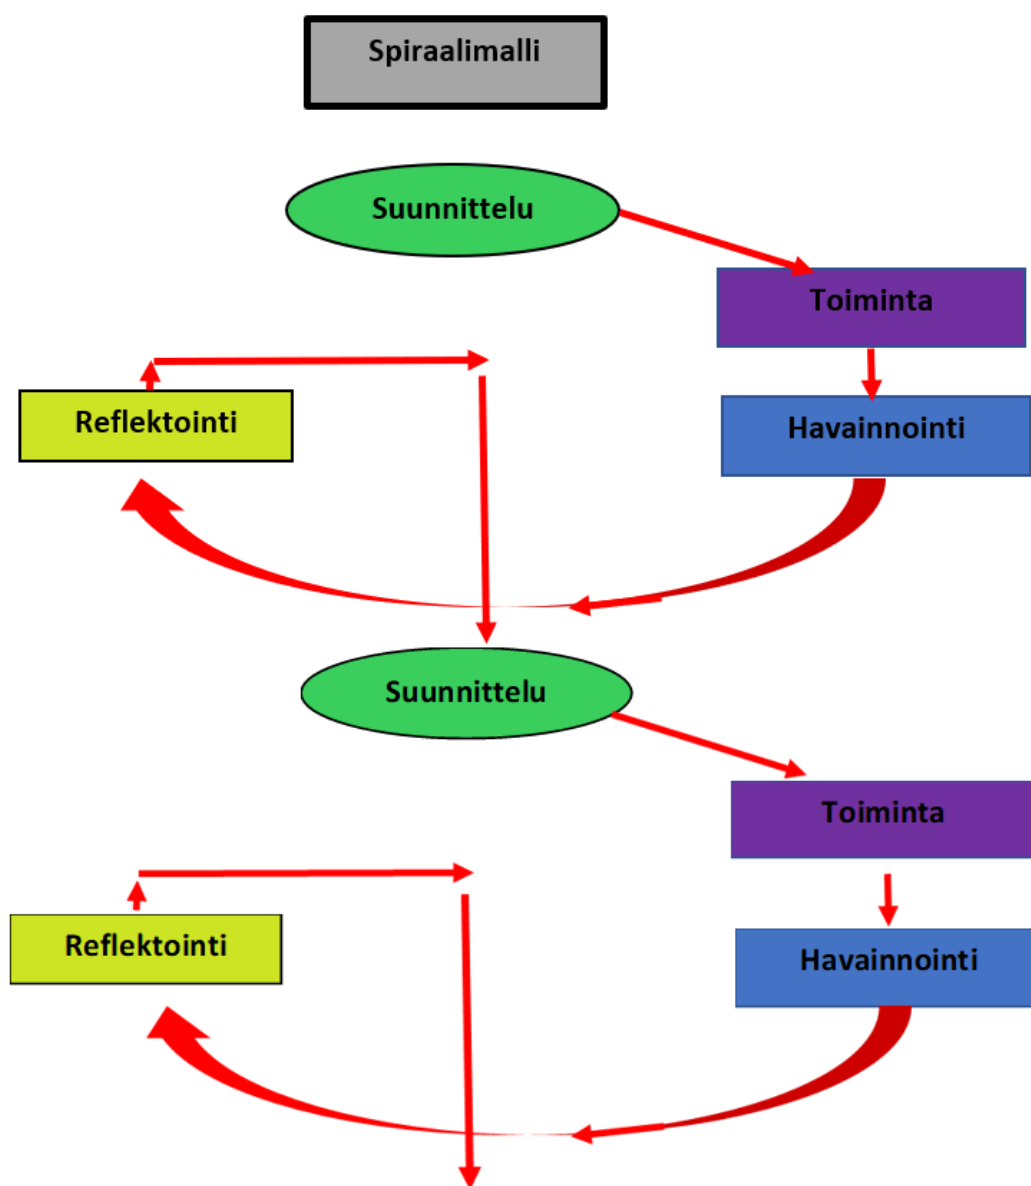 Spiraalimalli
Suunnittelu
Toiminta
Havainnointi
Reflektointi
Suunnittelu
Toiminta
Havainnointi
Reflektointi